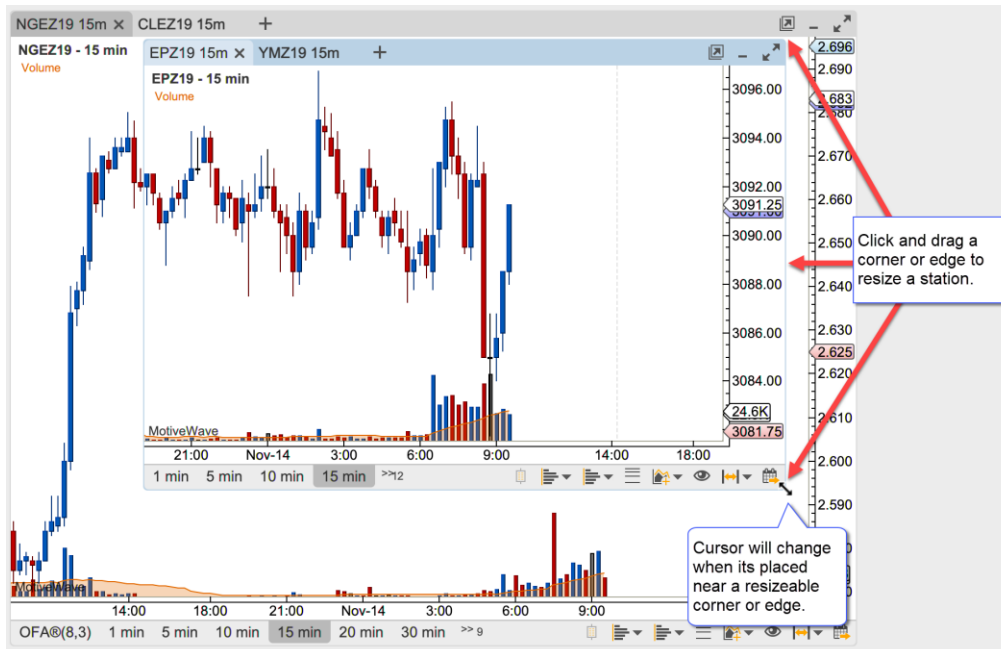 NGEZ19 15m × CLEZ19 15m +
NGEZ19 - 15 min
Volume
EPZ19 15m × YMZ19 15m +
EPZ19 - 15 min
Volume
3096.00
3094.00
3092.00
3091.25
3090.00
3088.00
3086.00
3084.00
24.6K
3081.75
MotiveWave
21:00 Nov-14 3:00 6:00 9:00 14:00 18:00
1 min 5 min 10 min 15 min >>12
2.696
2.690
2.683
2.680
2.670
2.660
2.650
2.640
2.630
2.625
2.620
2.610
2.600
2.590
Click and drag a
corner or edge to
resize a station.
Cursor will change
when its placed
near a resizeable
corner or edge.
MotiveWave
14:00 18:00 21:00 Nov-14 3:00 6:00 9:00
OFA®(8,3) 1 min 5 min 10 min 15 min 20 min 30 min >> 9